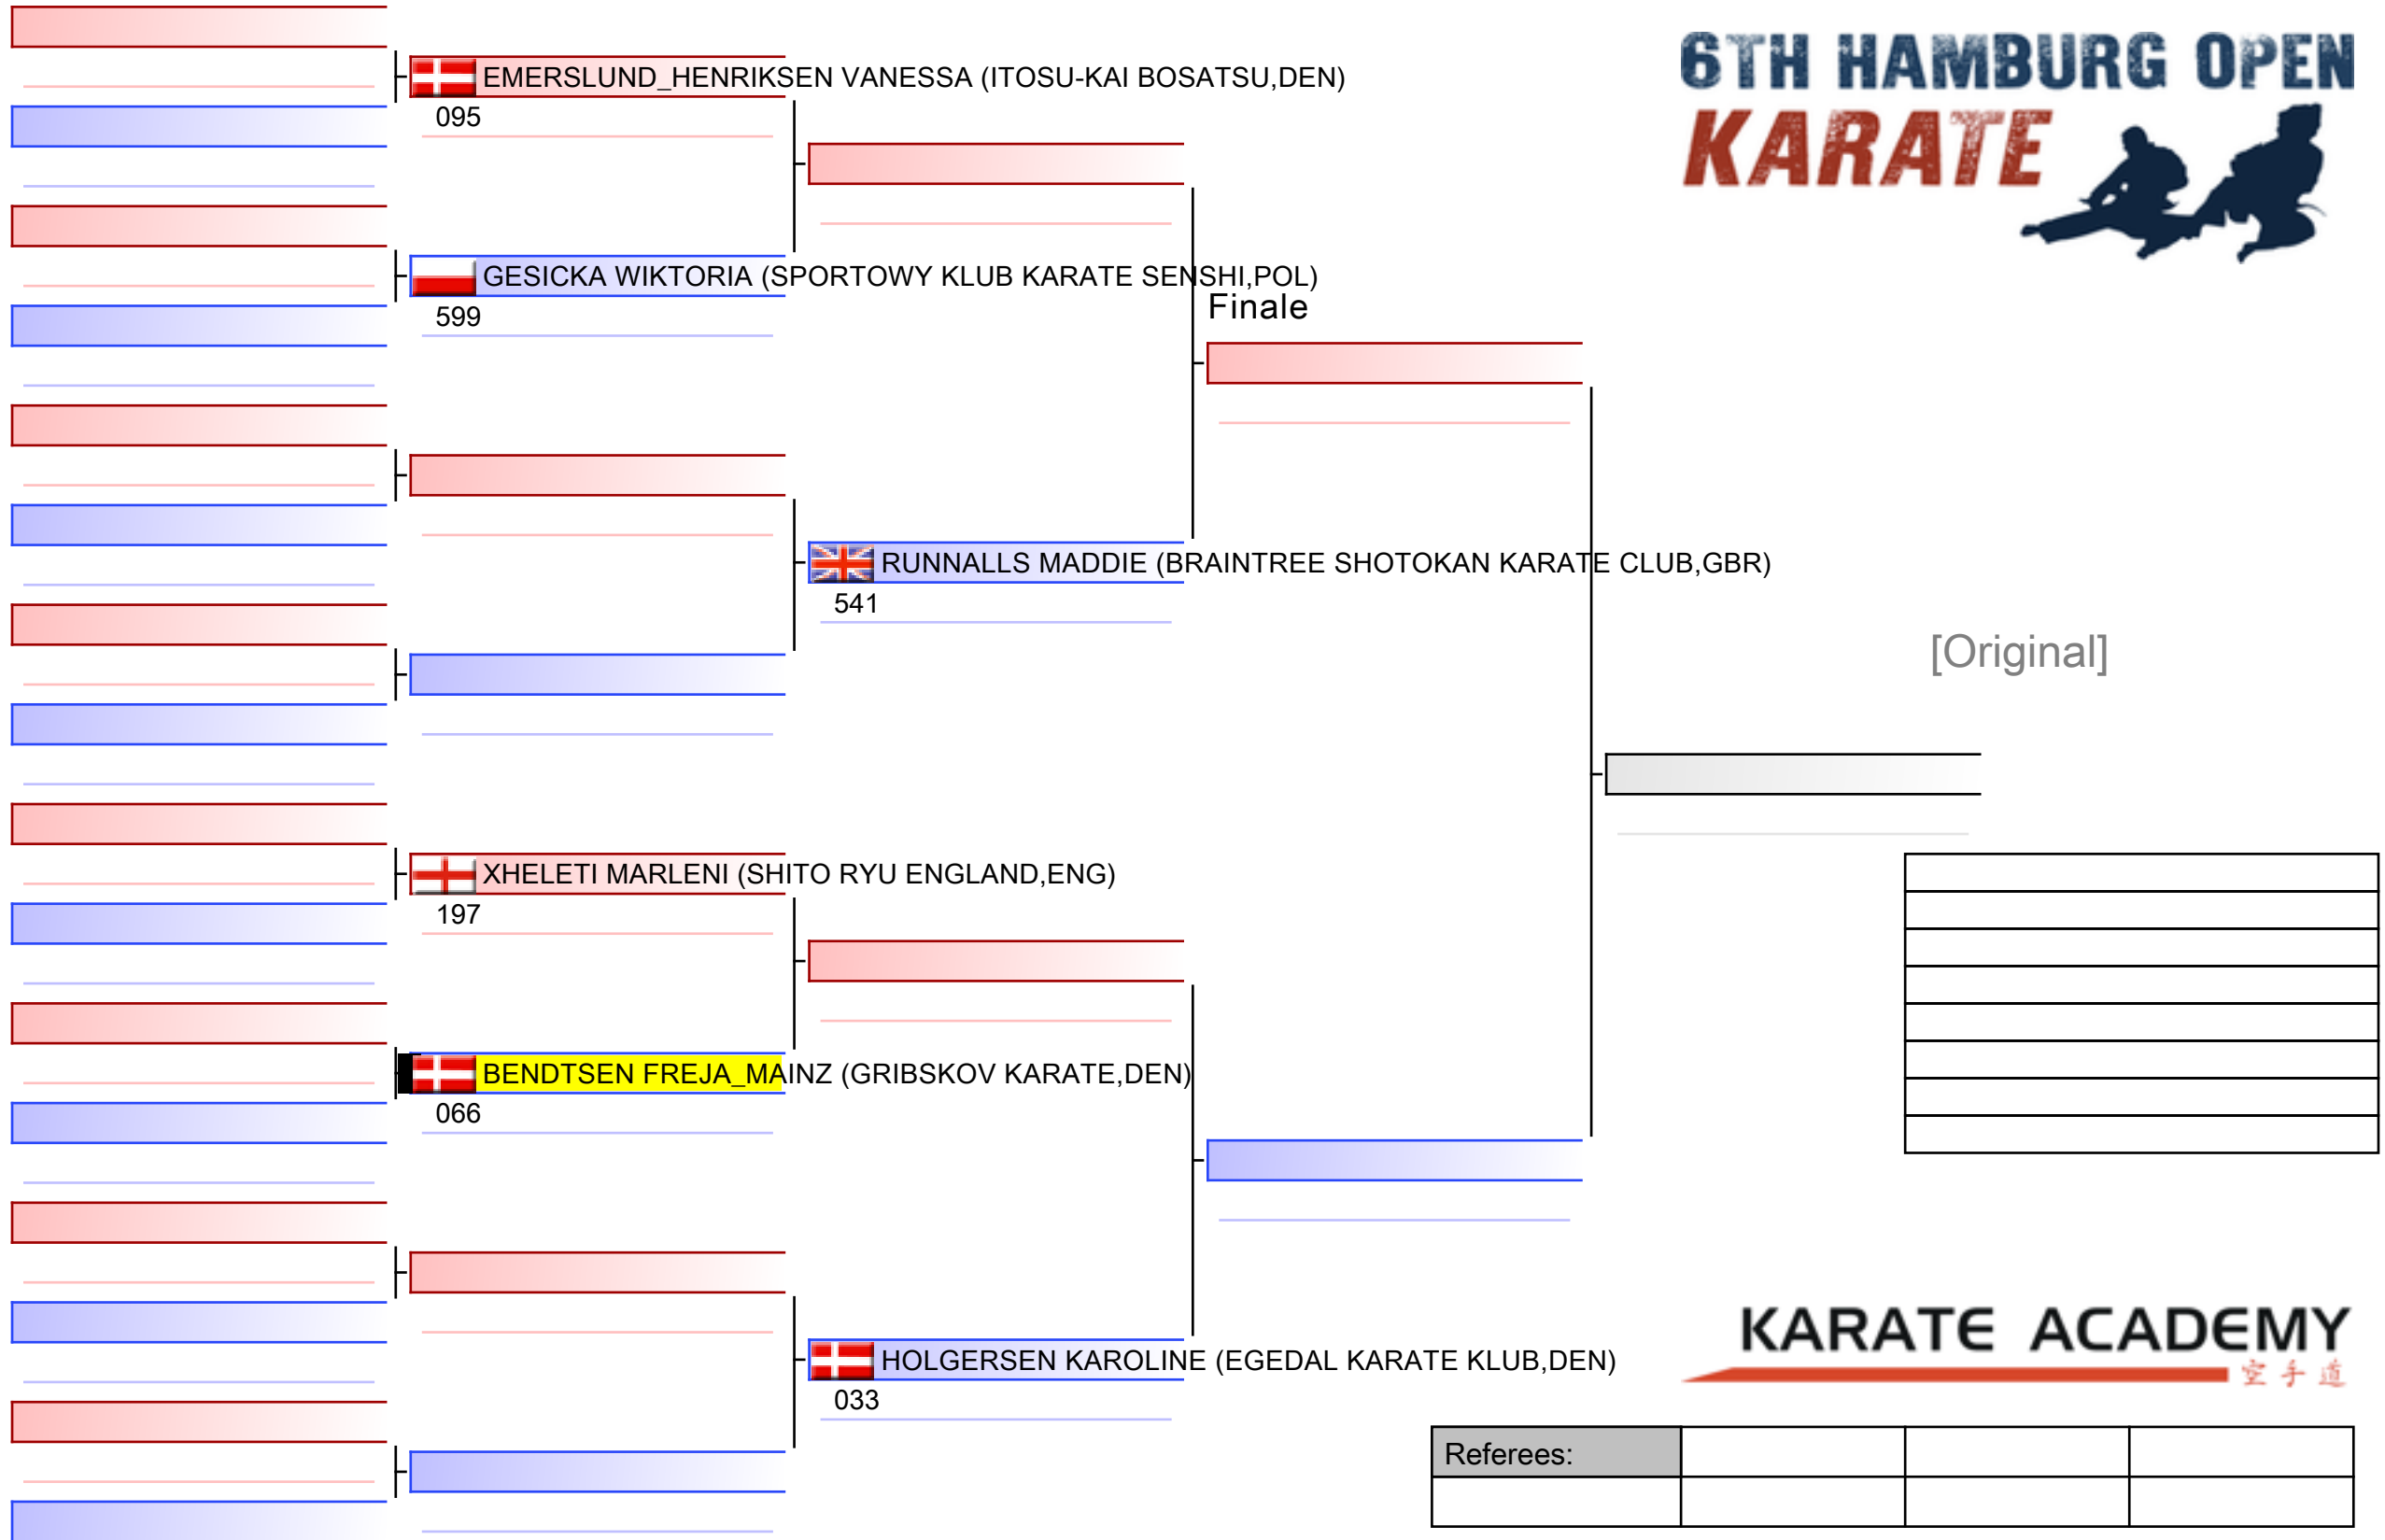 6TH HAMBURG OPEN
KARATE
EMERSLUND_HENRIKSEN VANESSA (ITOSU-KAI BOSATSU,DEN)
095
GESICKA WIKTORIA (SPORTOWY KLUB KARATE SENSHI,POL)
599
Finale
RUNNALLS MADDIE (BRAINTREE SHOTOKAN KARATE CLUB,GBR)
541
[Original]
XHELETI MARLENI (SHITO RYU ENGLAND,ENG)
197
BENDTSEN FREJA_MAINZ (GRIBSKOV KARATE,DEN)
066
HOLGERSEN KAROLINE (EGEDAL KARATE KLUB,DEN)
033
KARATE ACADEMY
空手道
Referees: